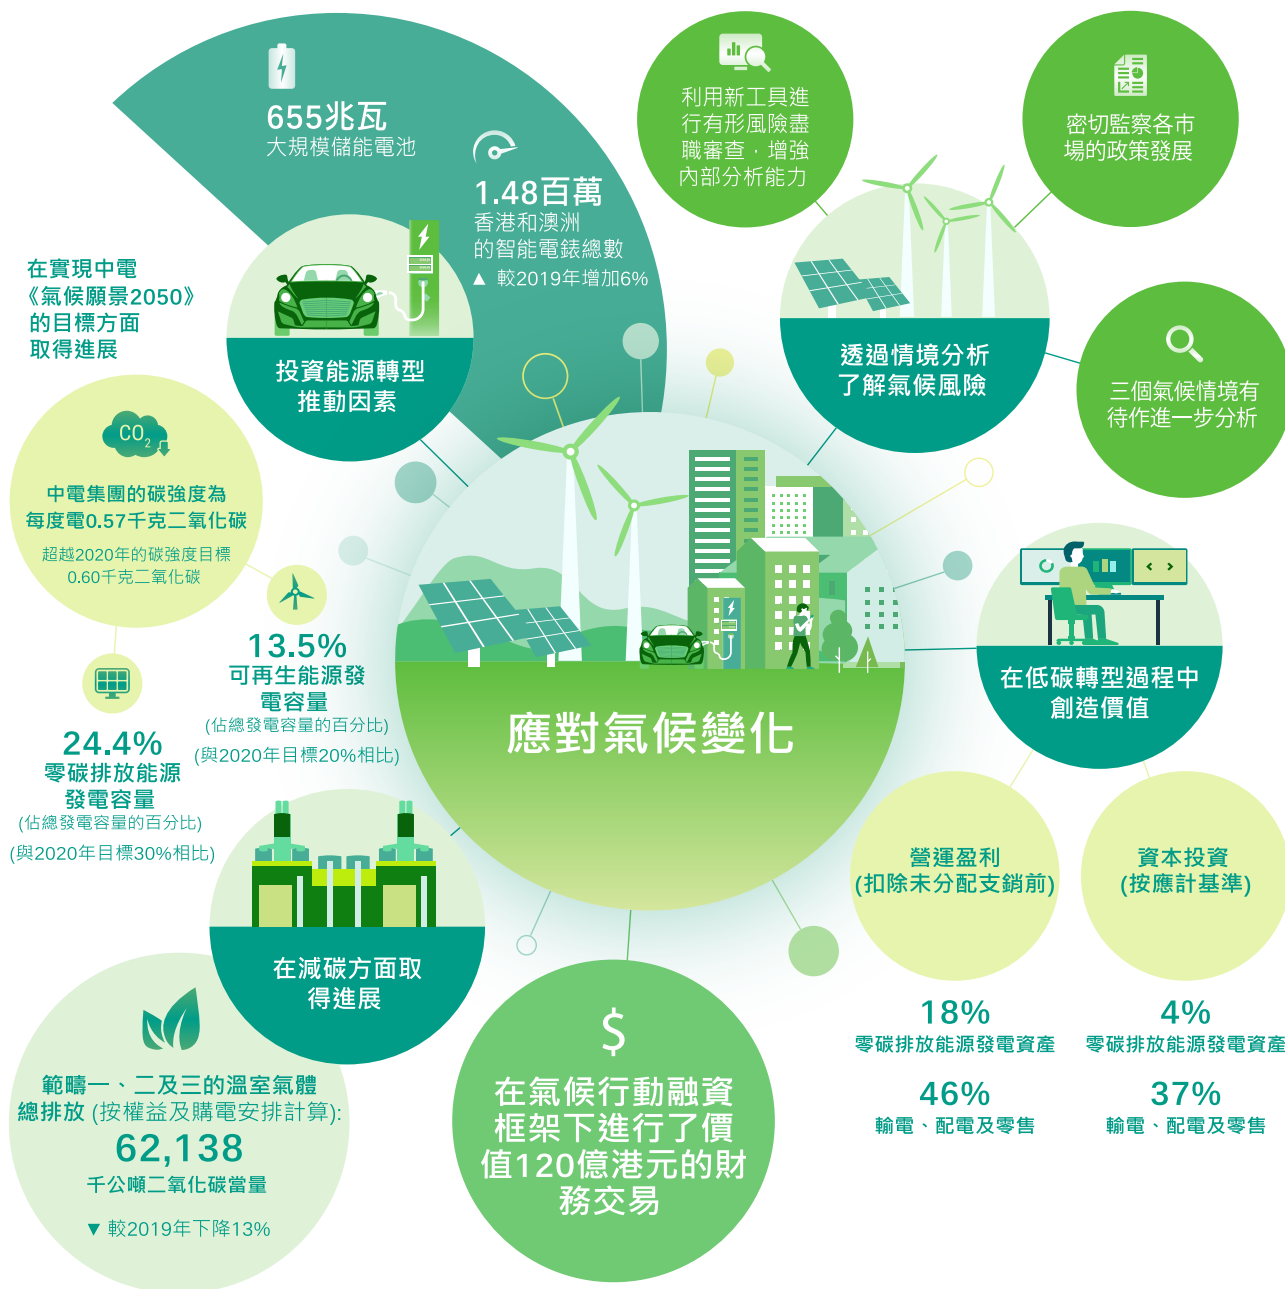 655兆瓦
大規模儲能電池
1.48百萬
香港和澳洲
的智能電錶總數
▲ 較2019年增加6%
投資能源轉型
推動因素
利用新工具進
行有形風險盡
職審查，增強
內部分析能力
密切監察各市
場的政策發展
透過情境分析
了解氣候風險
三個氣候情境有
待作進一步分析
在實現中電
《氣候願景2050》
的目標方面
取得進展
CO2
中電集團的碳強度為
每度電0.57千克二氧化碳
超越2020年的碳強度目標
0.60千克二氧化碳
13.5%
可再生能源發
電容量
(佔總發電容量的百分比)
(與2020年目標20%相比)
24.4%
零碳排放能源
發電容量
(佔總發電容量的百分比)
(與2020年目標30%相比)
應對氣候變化
在低碳轉型過程中
創造價值
營運盈利
(扣除未分配支銷前)
18%
零碳排放能源發電資產
46%
輸電、配電及零售
資本投資
(按應計基準)
4%
零碳排放能源發電資產
37%
輸電、配電及零售
在減碳方面取
得進展
範疇一、二及三的溫室氣體
總排放 (按權益及購電安排計算):
62,138
千公噸二氧化碳當量
▼ 較2019年下降13%
$
在氣候行動融資
框架下進行了價
值120億港元的財
務交易